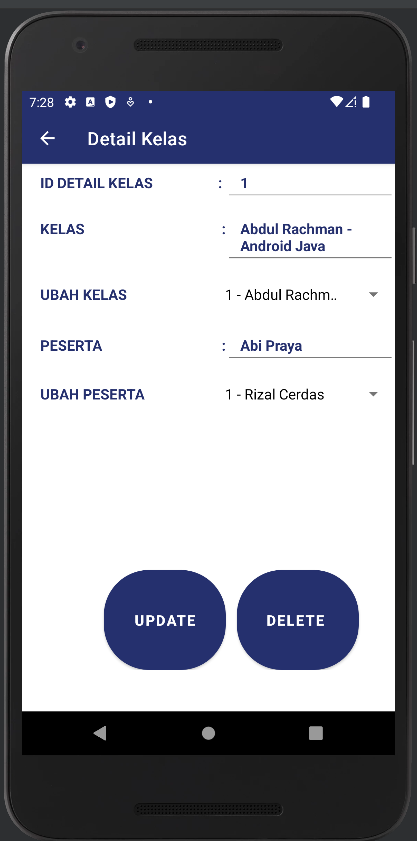 7:28
Detail Kelas
ID DETAIL KELAS : 1
KELAS : Abdul Rachman -
Android Java
UBAH KELAS 1 - Abdul Rachm..
PESERTA : Abi Praya
UBAH PESERTA 1 - Rizal Cerdas
UPDATE DELETE